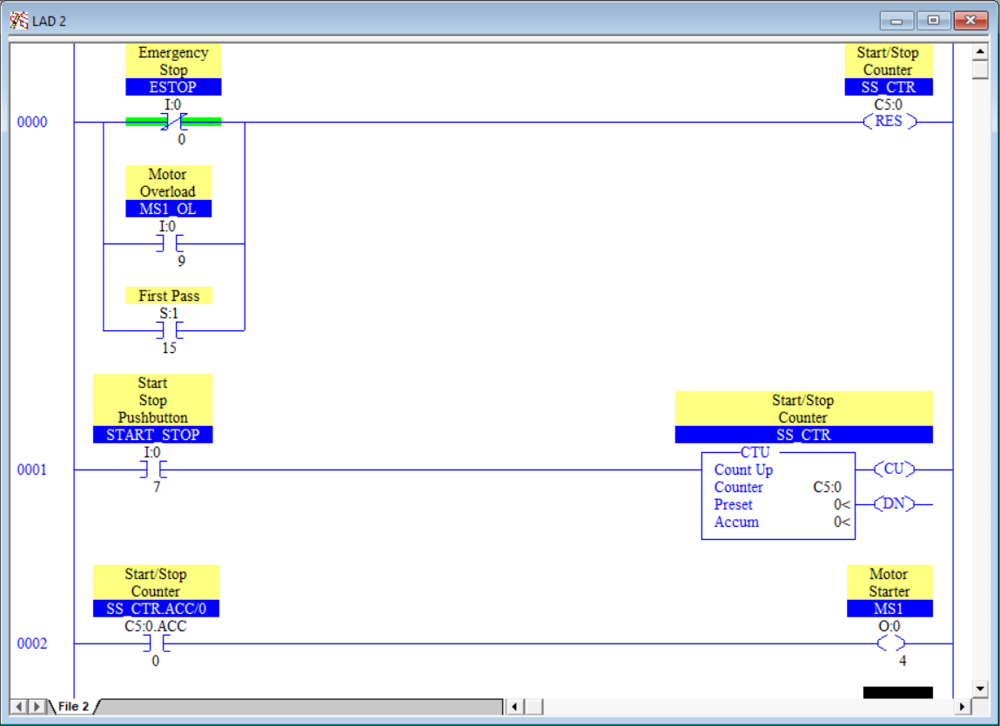 LAD 2
Emergency
Stop
ESTOP
I:0
0
Start/Stop
Counter
SS_CTR
C5:0
RES
0000
Motor
Overload
MS1_OL
I:0
9
First Pass
S:1
15
Start
Stop
Pushbutton
START_STOP
I:0
7
0001
Start/Stop
Counter
SS_CTR
CTU
Count Up
Counter C5:0
Preset 0<
Accum 0<
CU
DN
Start/Stop
Counter
SS_CTR.ACC/0
C5:0.ACC
0
0002
Motor
Starter
MS1
O:0
4
File 2